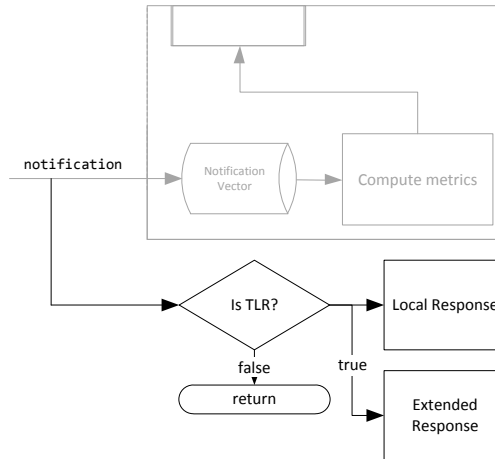 notification
Notification
Vector
Compute metrics
Is TLR?
Local Response
false
true
return
Extended
Response